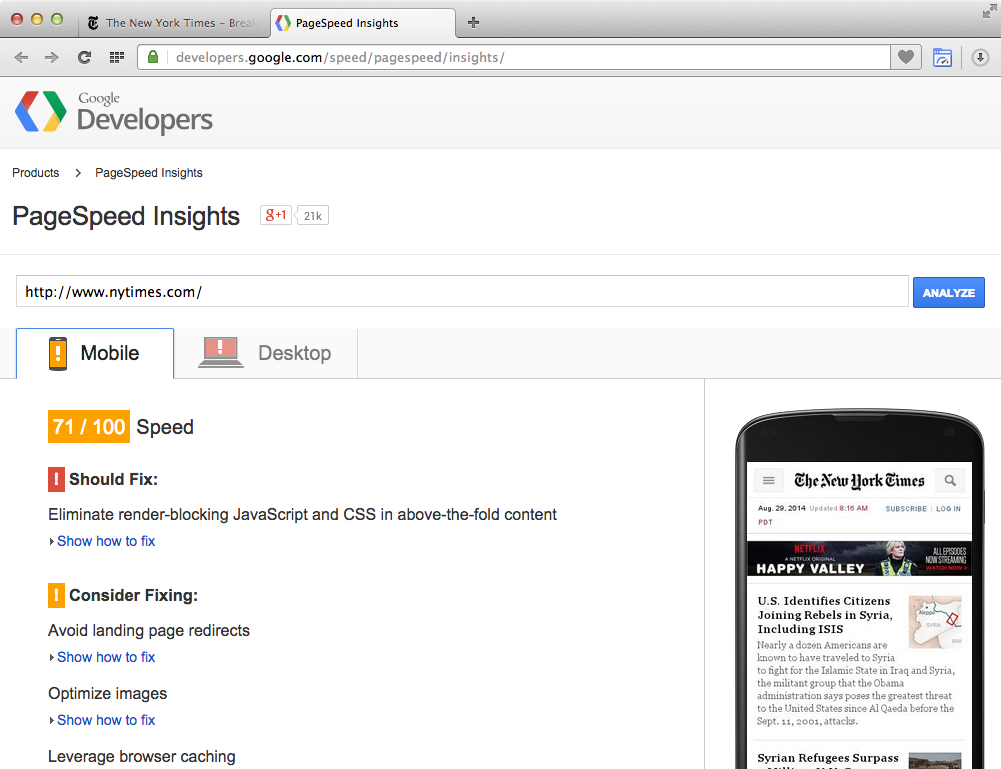 The New York Times – Break
PageSpeed Insights
developers.google.com/speed/pagespeed/insights/
Google
Developers
Products > PageSpeed Insights
PageSpeed Insights
g+1
21k
http://www.nytimes.com/
ANALYZE
Mobile
Desktop
71 / 100 Speed
! Should Fix:
Eliminate render-blocking JavaScript and CSS in above-the-fold content
Show how to fix
! Consider Fixing:
Avoid landing page redirects
Show how to fix
Optimize images
Show how to fix
Leverage browser caching
The New York Times
Aug. 29, 2014 Updated 8:16 AM
PDT
SUBSCRIBE | LOG IN
NETFLIX
A NETFLIX ORIGINAL
HAPPY VALLEY
ALL EPISODES
NOW STREAMING
WATCH NOW >
U.S. Identifies Citizens
Joining Rebels in Syria,
Including ISIS
Aleppo
SYRIA
IRAQ
Nearly a dozen Americans are
known to have traveled to Syria
to fight for the Islamic State in Iraq and Syria,
the militant group that the Obama
administration says poses the greatest threat
to the United States since Al Qaeda before the
Sept. 11, 2001, attacks.
Syrian Refugees Surpass